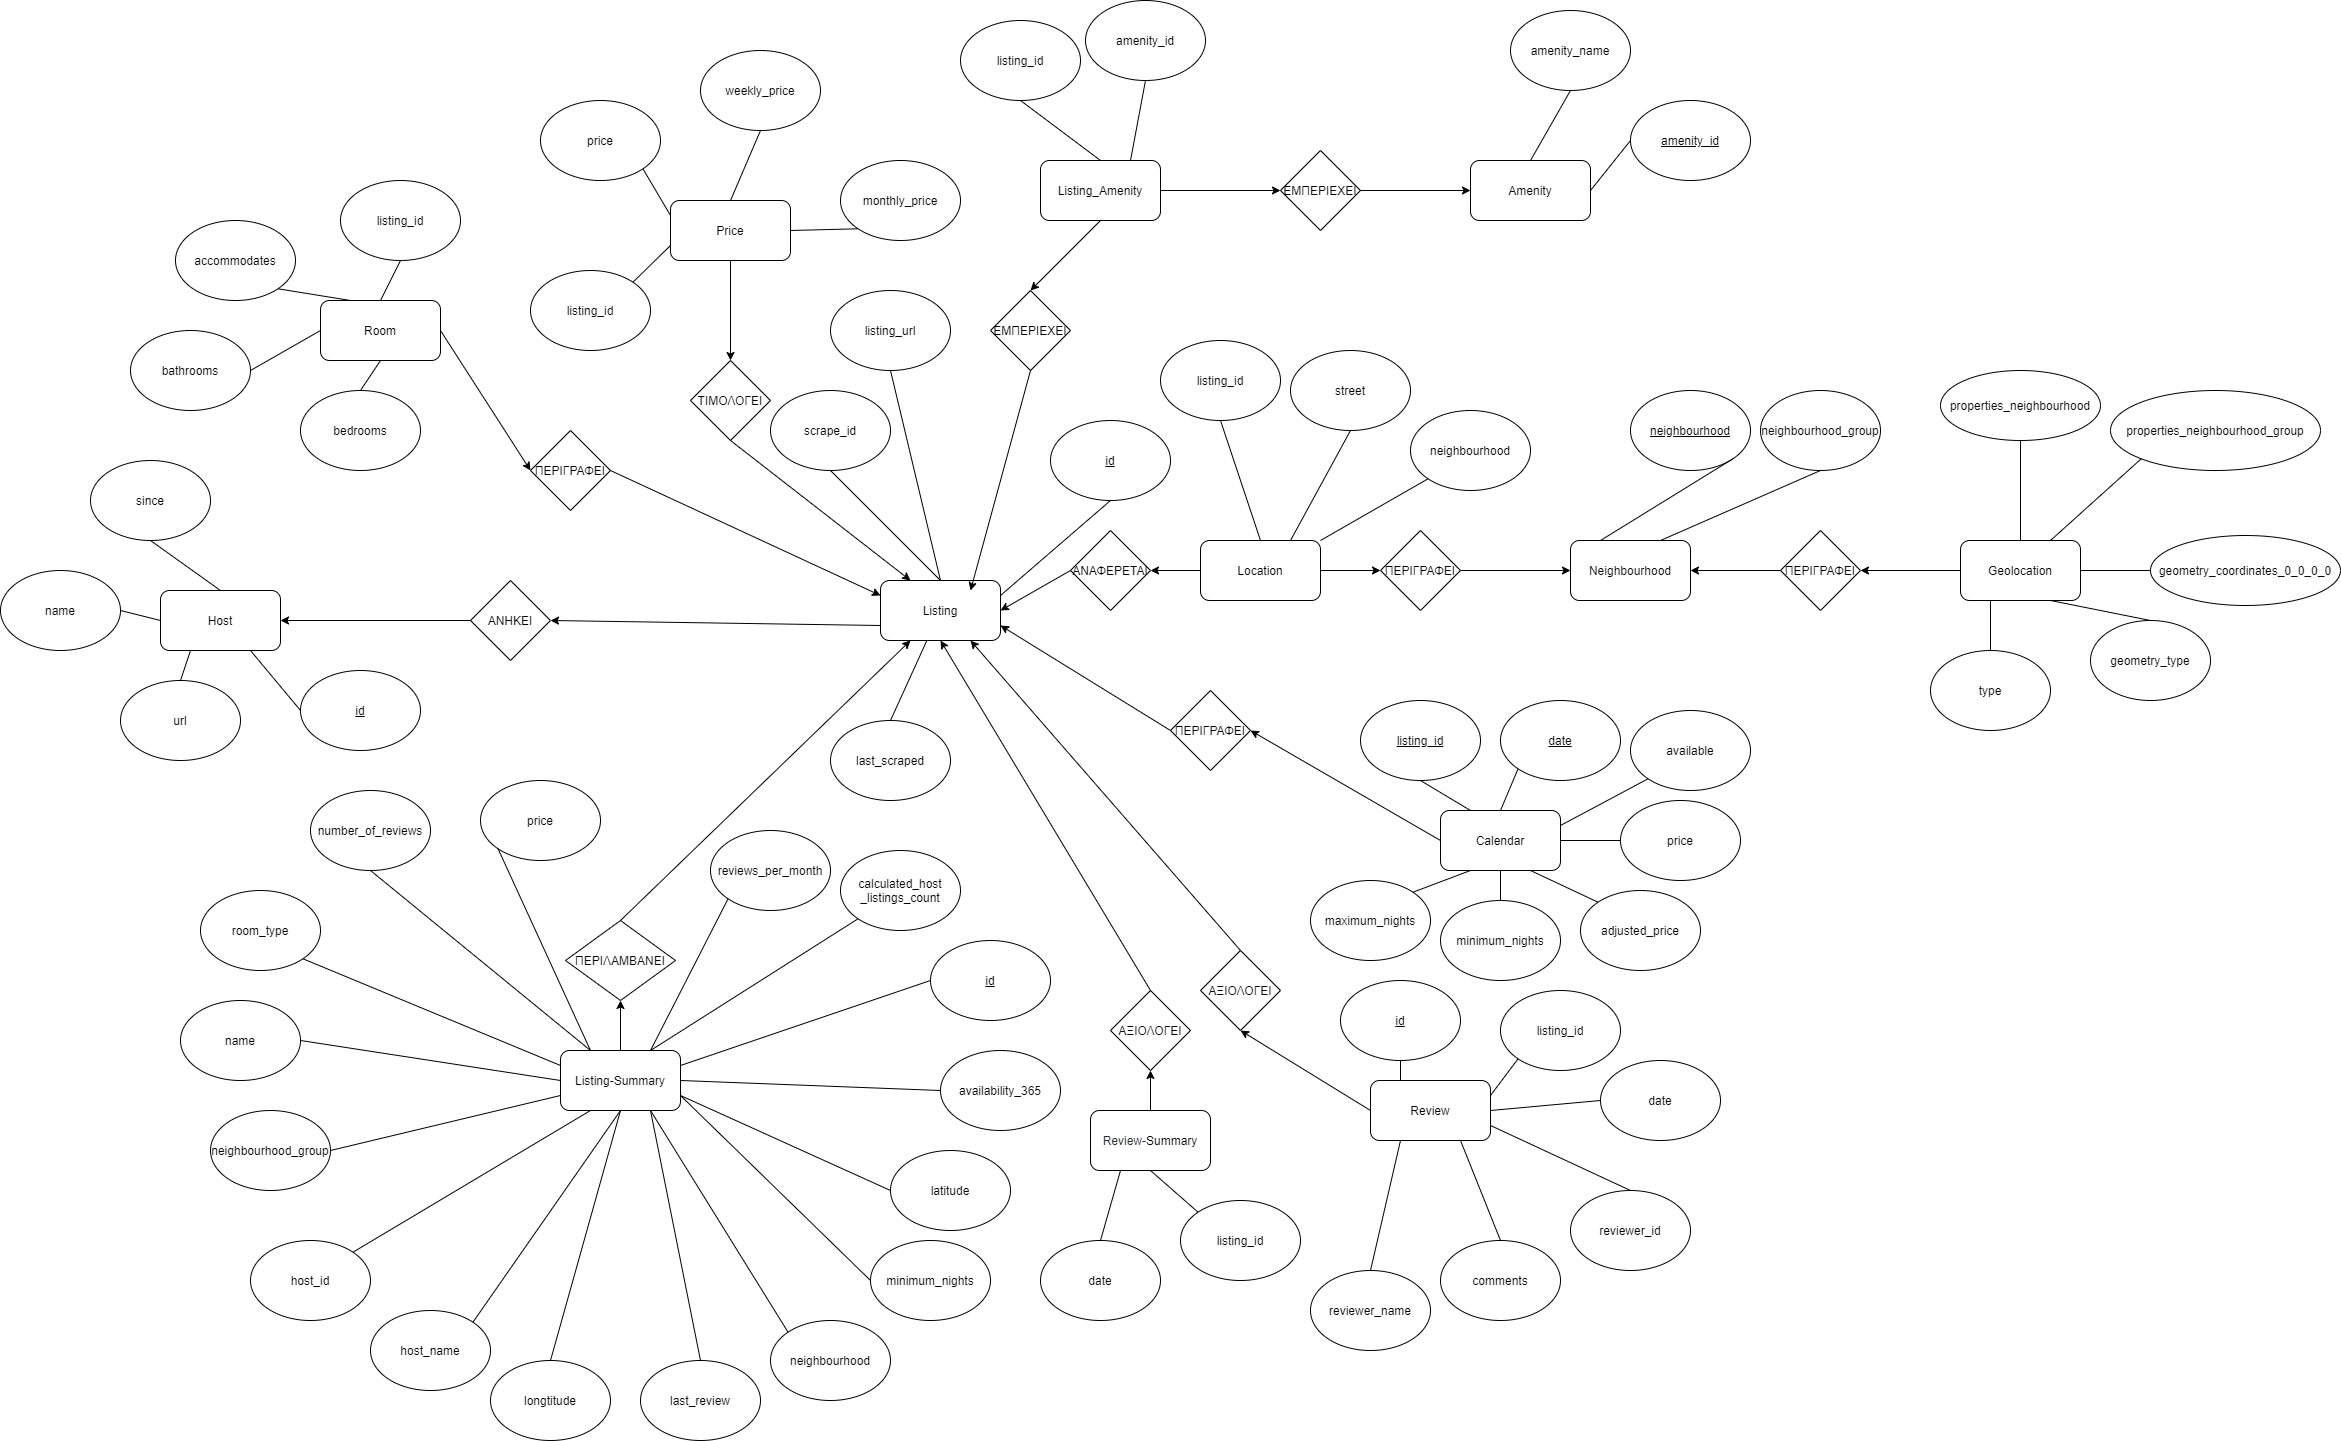 amenity_id
amenity_name
listing_id
weekly_price
price
amenity_id
Listing_Amenity
ΕΜΠΕΡΙΕΧΕΙ
Amenity
monthly_price
listing_id
Price
accommodates
listing_id
Room
listing_url
ΕΜΠΕΡΙΕΧΕΙ
bathrooms
ΤΙΜΟΛΟΓΕΙ
listing_id
street
properties_neighbourhood
bedrooms
scrape_id
neighbourhood
neighbourhood_group
properties_neighbourhood_group
neighbourhood
id
ΠΕΡΙΓΡΑΦΕΙ
since
ΑΝΑΦΕΡΕΤΑΙ
Location
ΠΕΡΙΓΡΑΦΕΙ
Neighbourhood
ΠΕΡΙΓΡΑΦΕΙ
Geolocation
geometry_coordinates_0_0_0_0
name
Host
ΑΝΗΚΕΙ
Listing
geometry_type
type
url
id
ΠΕΡΙΓΡΑΦΕΙ
listing_id
date
available
last_scraped
number_of_reviews
price
Calendar
price
reviews_per_month
calculated_host
_listings_count
maximum_nights
minimum_nights
adjusted_price
room_type
ΠΕΡΙΛΑΜΒΑΝΕΙ
id
ΑΞΙΟΛΟΓΕΙ
id
listing_id
ΑΞΙΟΛΟΓΕΙ
name
Listing-Summary
availability_365
Review
date
Review-Summary
neighbourhood_group
latitude
reviewer_id
listing_id
host_id
minimum_nights
date
comments
reviewer_name
host_name
neighbourhood
longtitude
last_review